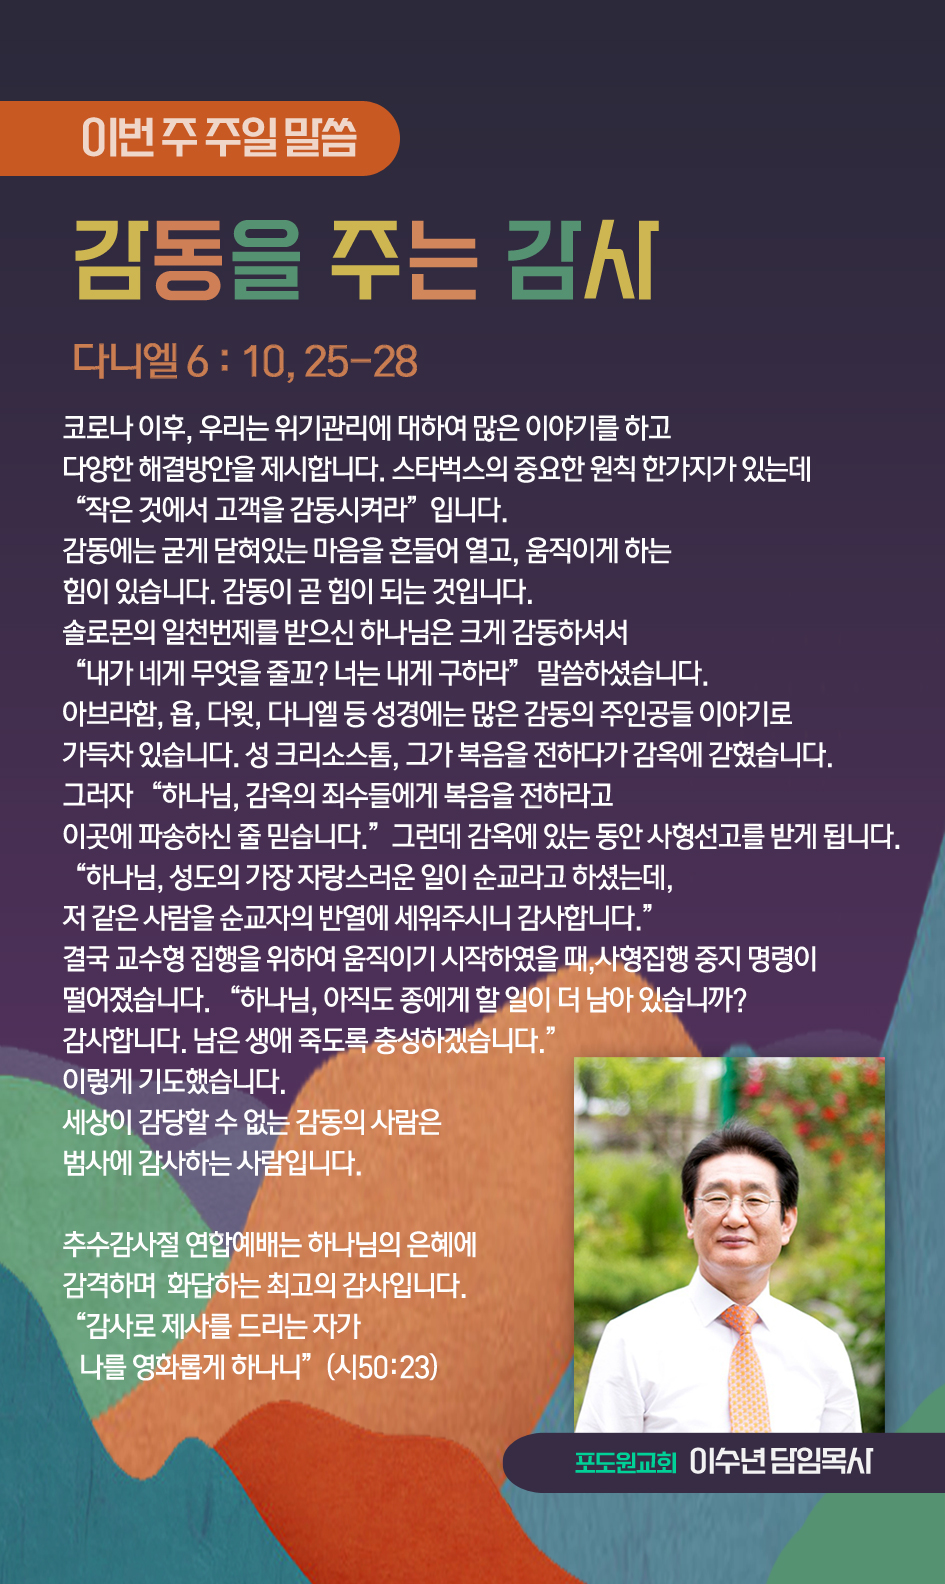 이번 주 주일 말씀
감동을 주는 감사
다니엘 6 : 10, 25-28
코로나 이후, 우리는 위기관리에 대하여 많은 이야기를 하고
다양한 해결방안을 제시합니다. 스타벅스의 중요한 원칙 한가지가 있는데
“작은 것에서 고객을 감동시켜라” 입니다.
감동에는 굳게 닫혀있는 마음을 흔들어 열고, 움직이게 하는
힘이 있습니다. 감동이 곧 힘이 되는 것입니다.
솔로몬의 일천번제를 받으신 하나님은 크게 감동하셔서
“내가 네게 무엇을 줄꼬? 너는 내게 구하라” 말씀하셨습니다.
아브라함, 욥, 다윗, 다니엘 등 성경에는 많은 감동의 주인공들 이야기로
가득차 있습니다. 성 크리소스톰, 그가 복음을 전하다가 감옥에 갇혔습니다.
그러자 “하나님, 감옥의 죄수들에게 복음을 전하라고
이곳에 파송하신 줄 믿습니다.” 그런데 감옥에 있는 동안 사형선고를 받게 됩니다.
“하나님, 성도의 가장 자랑스러운 일이 순교라고 하셨는데,
저 같은 사람을 순교자의 반열에 세워주시니 감사합니다.”
결국 교수형 집행을 위하여 움직이기 시작하였을 때,사형집행 중지 명령이
떨어졌습니다. “하나님, 아직도 종에게 할 일이 더 남아 있습니까?
감사합니다. 남은 생애 죽도록 충성하겠습니다.”
이렇게 기도했습니다.
세상이 감당할 수 없는 감동의 사람은
범사에 감사하는 사람입니다.
추수감사절 연합예배는 하나님의 은혜에
감격하며 화답하는 최고의 감사입니다.
“감사로 제사를 드리는 자가
나를 영화롭게 하나니” (시50:23)
포도원교회 이수년 담임목사